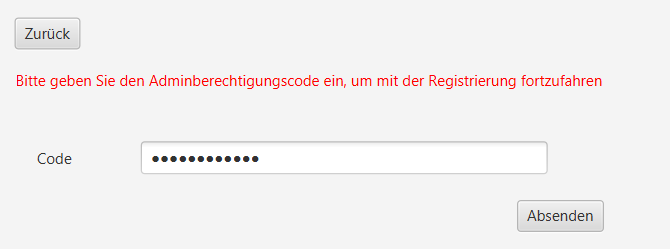 Zurück
Bitte geben Sie den Adminberechtigungscode ein, um mit der Registrierung fortzufahren
Code ●●●●●●●●●●●●
Absenden